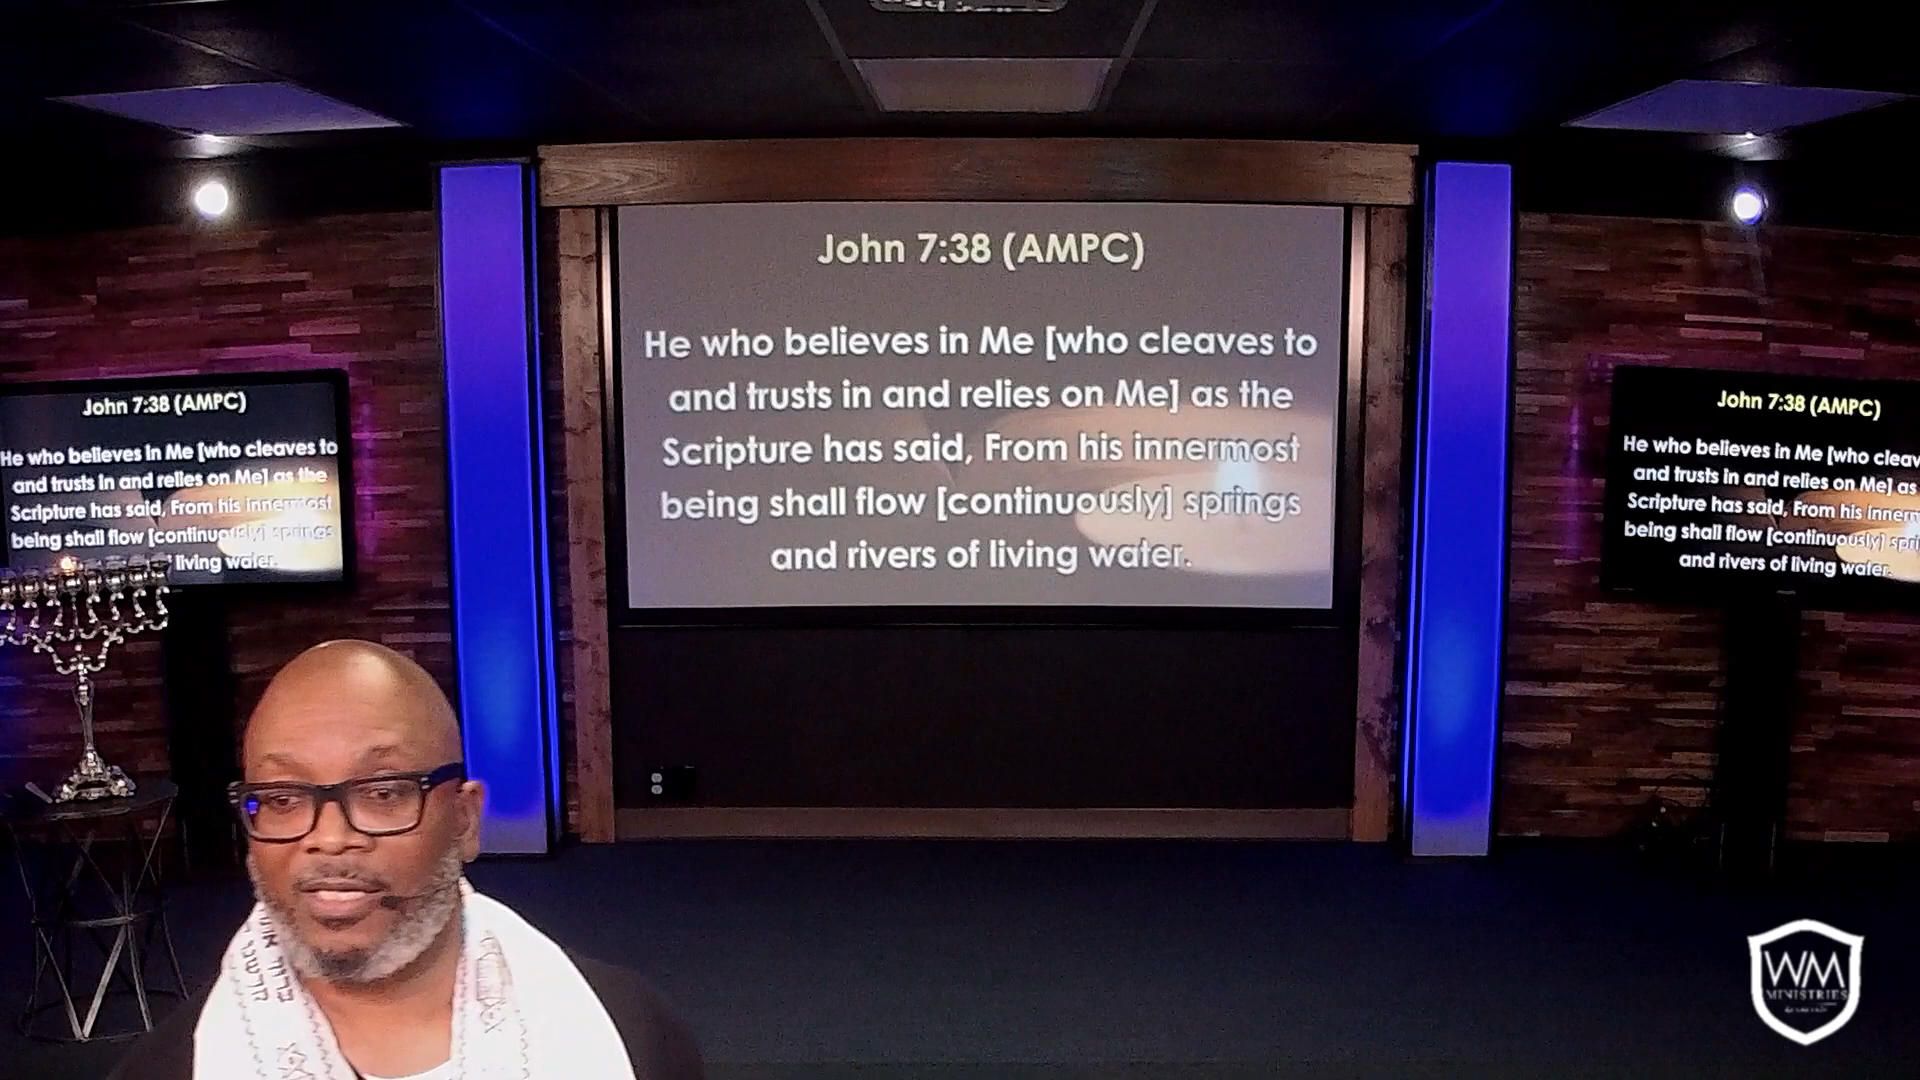 John 7:38 (AMPC)
He who believes in Me [who cleaves to
and trusts in and relies on Me] as the
Scripture has said, From his innermost
being shall flow [continuously] springs
and rivers of living water.
John 7:38 (AMPC)
He who believes in Me [who cleaves to
and trusts in and relies on Me] as the
Scripture has said, From his innermost
being shall flow [continuously] springs
living water.
John 7:38 (AMPC)
He who believes in Me [who
and trusts in and relies on Me] as
Scripture has said, From his
being shall flow [continuously]
and rivers of living water.
WM
MINISTRIES